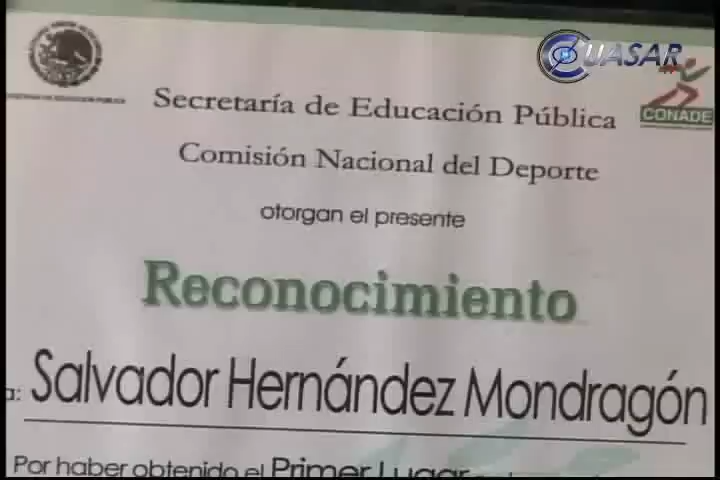 CUASAR
CONADE
Secretaría de Educación Pública
Comisión Nacional del Deporte
otorgan el presente
Reconocimiento
a: Salvador Hernández Mondragón
Por haber obtenido el Primer Lugar